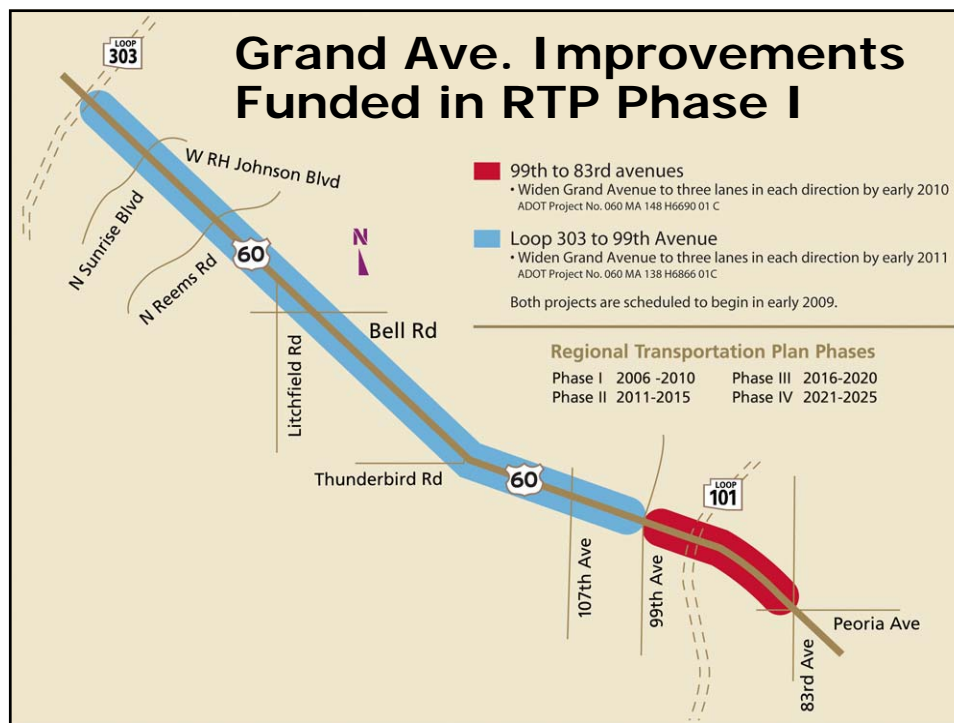 Grand Ave. Improvements
Funded in RTP Phase I
LOOP
303
W RH Johnson Blvd
N Sunrise Blvd
N Reems Rd
60
N
Litchfield Rd
Bell Rd
99th to 83rd avenues
• Widen Grand Avenue to three lanes in each direction by early 2010
ADOT Project No. 060 MA 148 H6690 01 C
Loop 303 to 99th Avenue
• Widen Grand Avenue to three lanes in each direction by early 2011
ADOT Project No. 060 MA 138 H6866 01C
Both projects are scheduled to begin in early 2009.
Regional Transportation Plan Phases
Phase I 2006 -2010
Phase III 2016-2020
Phase II 2011-2015
Phase IV 2021-2025
Thunderbird Rd
60
LOOP
101
107th Ave
99th Ave
Peoria Ave
83rd Ave